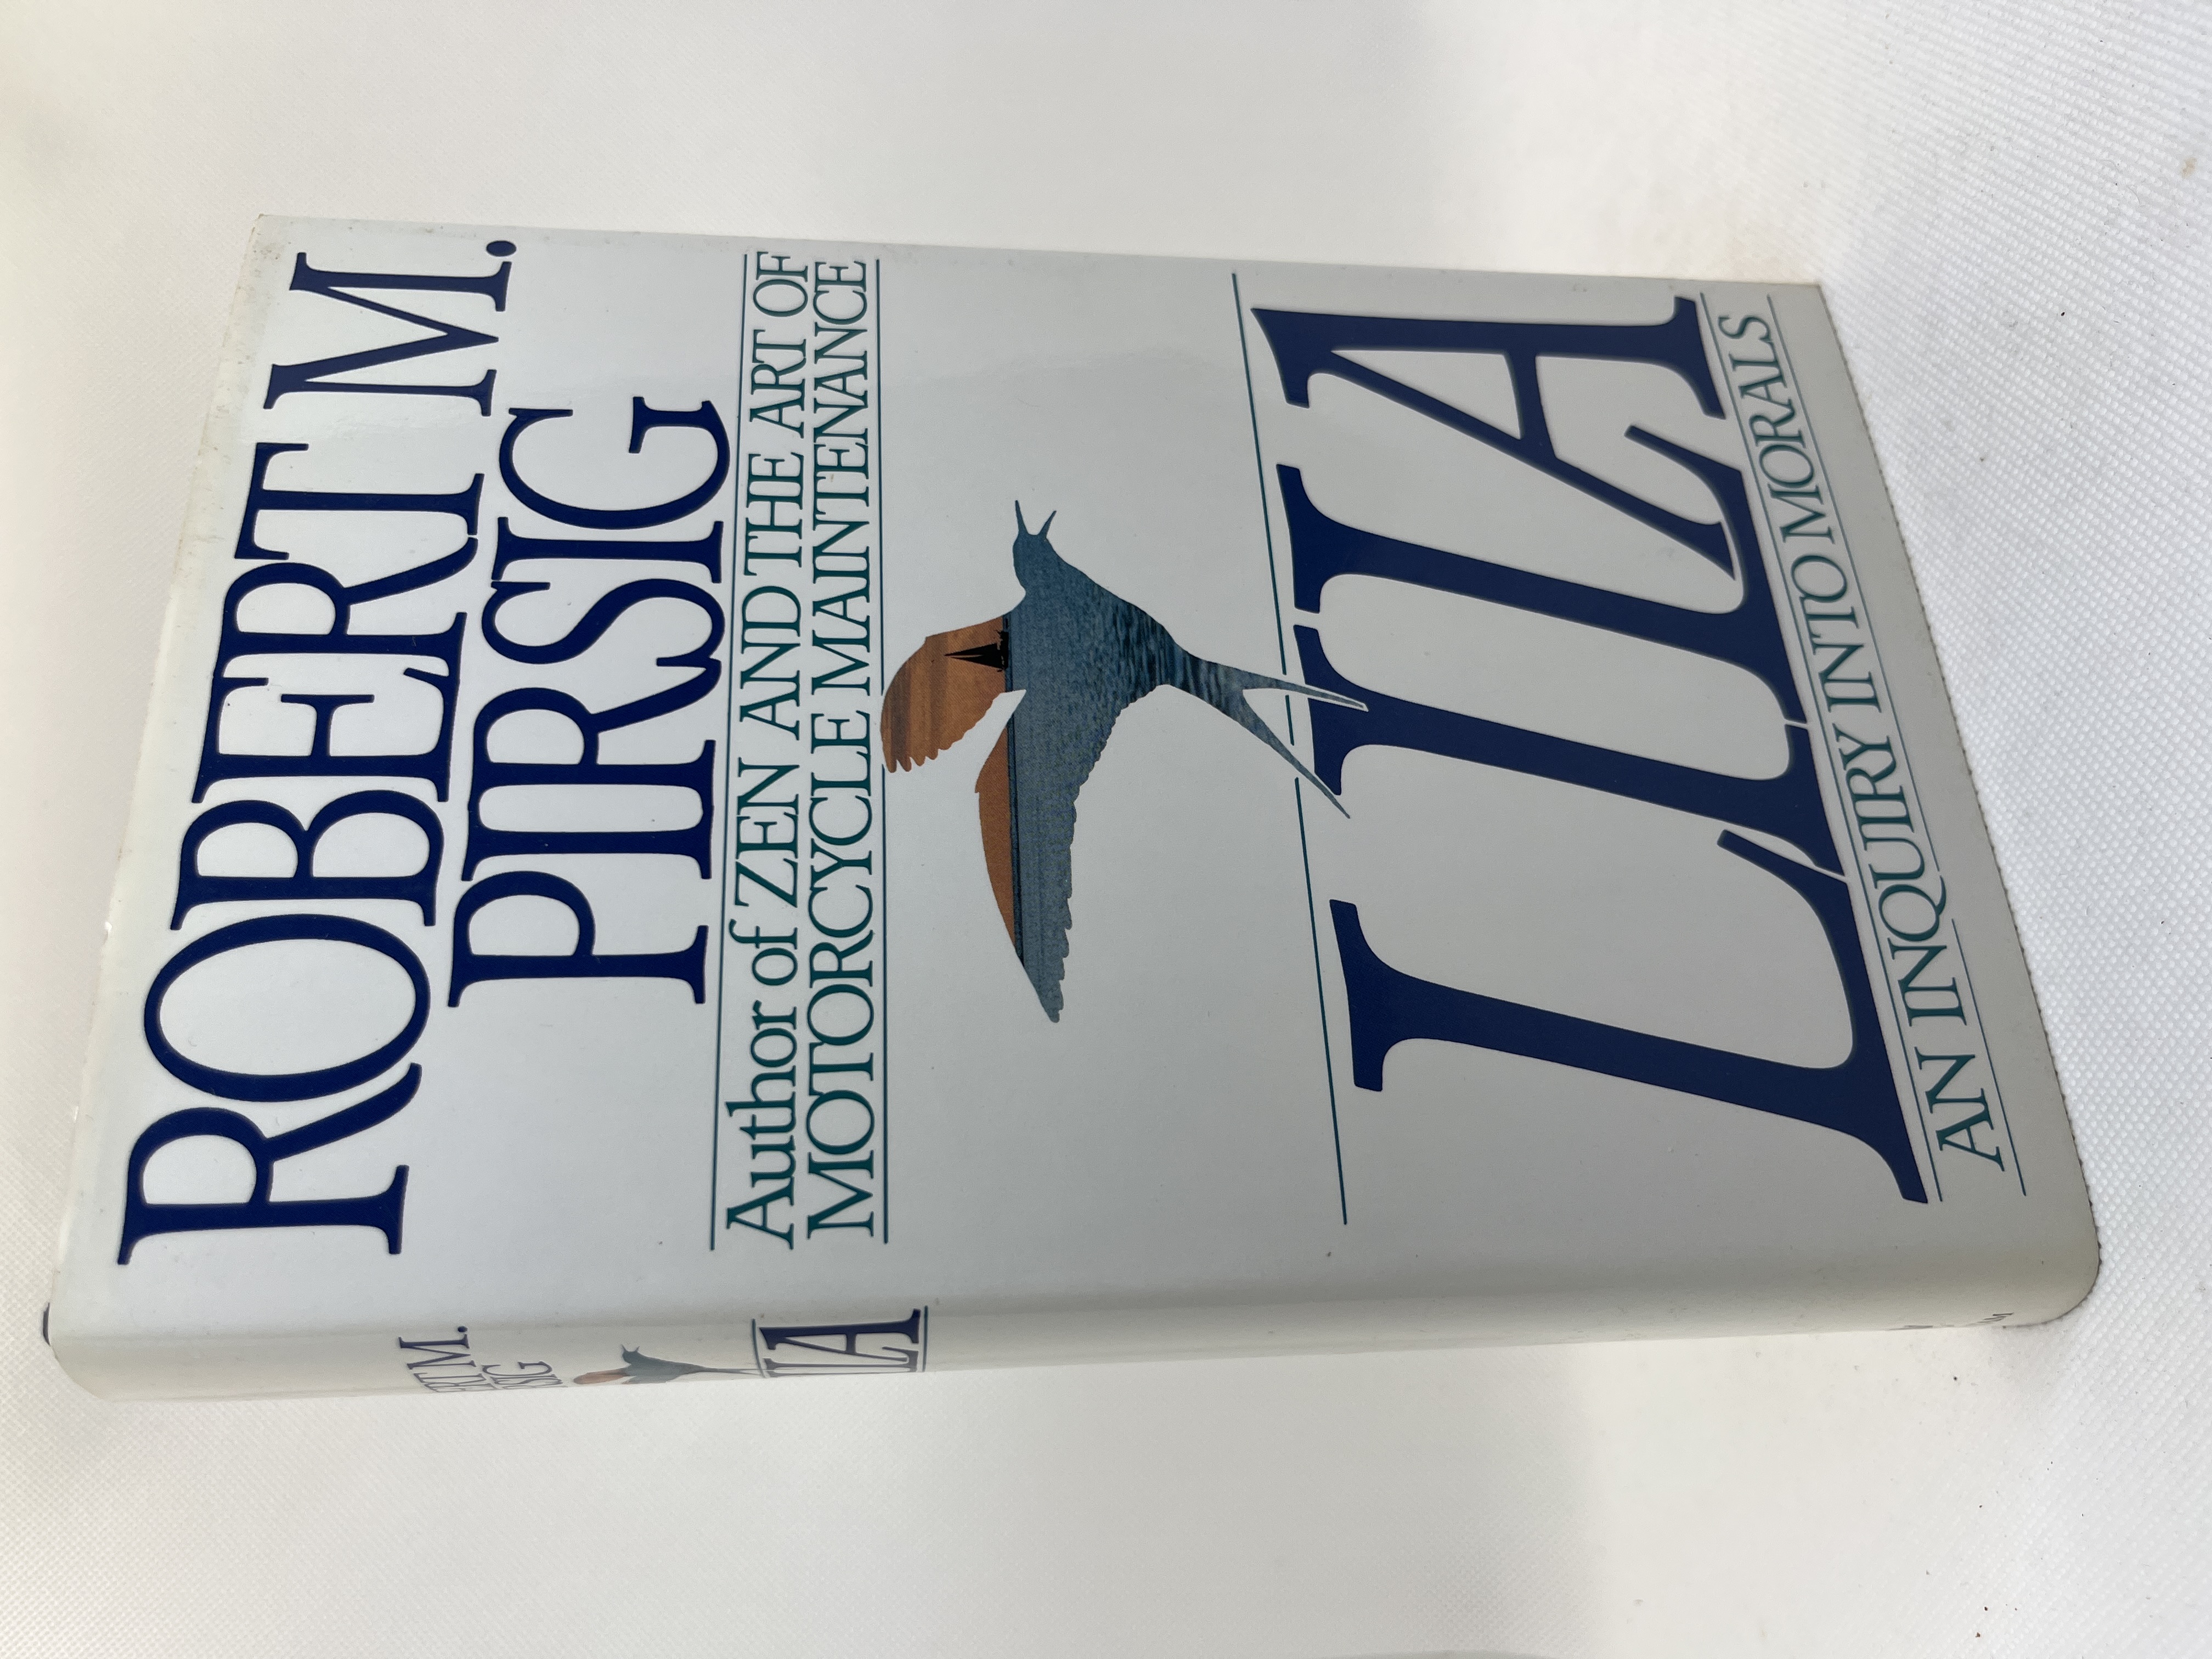 ROBERT M.
PIRSIG
Author of ZEN AND THE ART OF
MOTORCYCLE MAINTENANCE
LILA
AN INQUIRY INTO MORALS